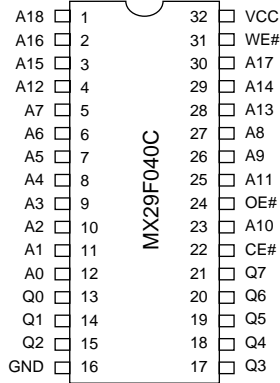 A18 1 32 VCC
A16 2 31 WE#
A15 3 30 A17
A12 4 29 A14
A7 5 28 A13
A6 6 27 A8
A5 7 26 A9
A4 8 25 A11
A3 9 24 OE#
A2 10 23 A10
A1 11 22 CE#
A0 12 21 Q7
Q0 13 20 Q6
Q1 14 19 Q5
Q2 15 18 Q4
GND 16 17 Q3
MX29F040C